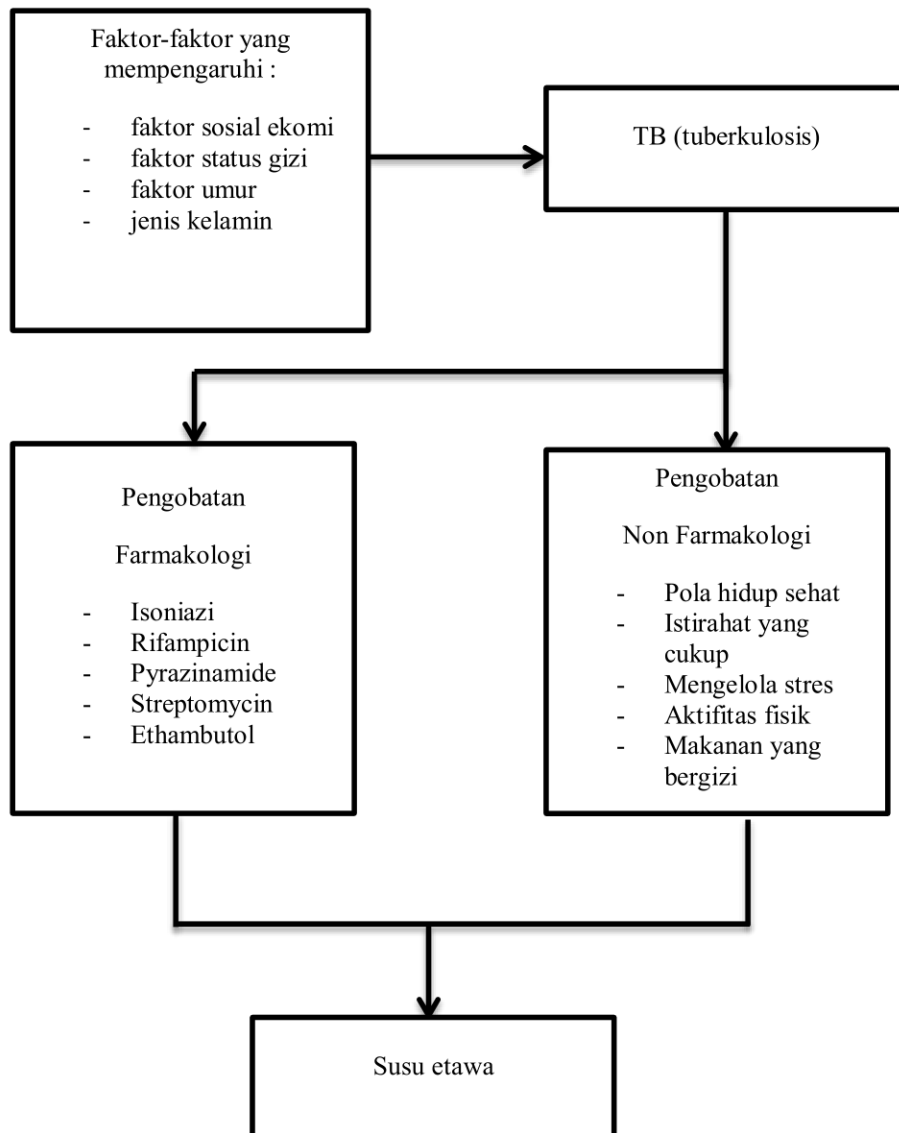 Faktor-faktor yang
mempengaruhi :
- faktor sosial ekomi
- faktor status gizi
- faktor umur
- jenis kelamin
TB (tuberkulosis)
Pengobatan
Farmakologi
- Isoniazi
- Rifampicin
- Pyrazinamide
- Streptomycin
- Ethambutol
Pengobatan
Non Farmakologi
- Pola hidup sehat
- Istirahat yang
cukup
- Mengelola stres
- Aktifitas fisik
- Makanan yang
bergizi
Susu etawa